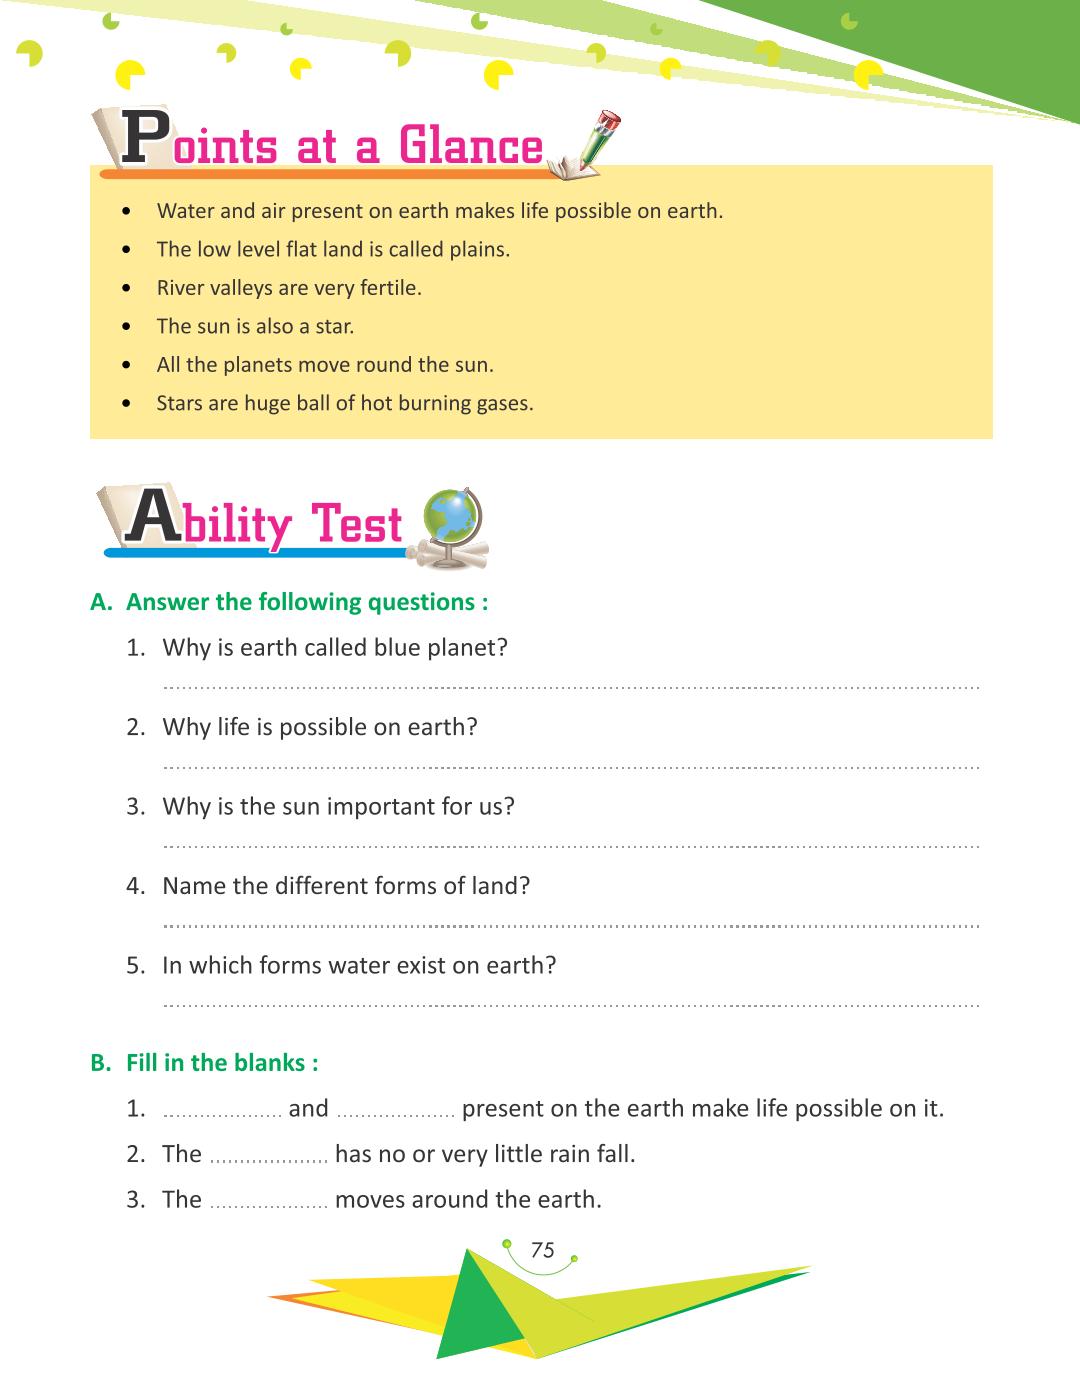 Points at a Glance
• Water and air present on earth makes life possible on earth.
• The low level flat land is called plains.
• River valleys are very fertile.
• The sun is also a star.
• All the planets move round the sun.
• Stars are huge ball of hot burning gases.
Ability Test
A. Answer the following questions :
1. Why is earth called blue planet?
2. Why life is possible on earth?
3. Why is the sun important for us?
4. Name the different forms of land?
5. In which forms water exist on earth?
B. Fill in the blanks :
1. ................... and ................... present on the earth make life possible on it.
2. The ................... has no or very little rain fall.
3. The ................... moves around the earth.
75